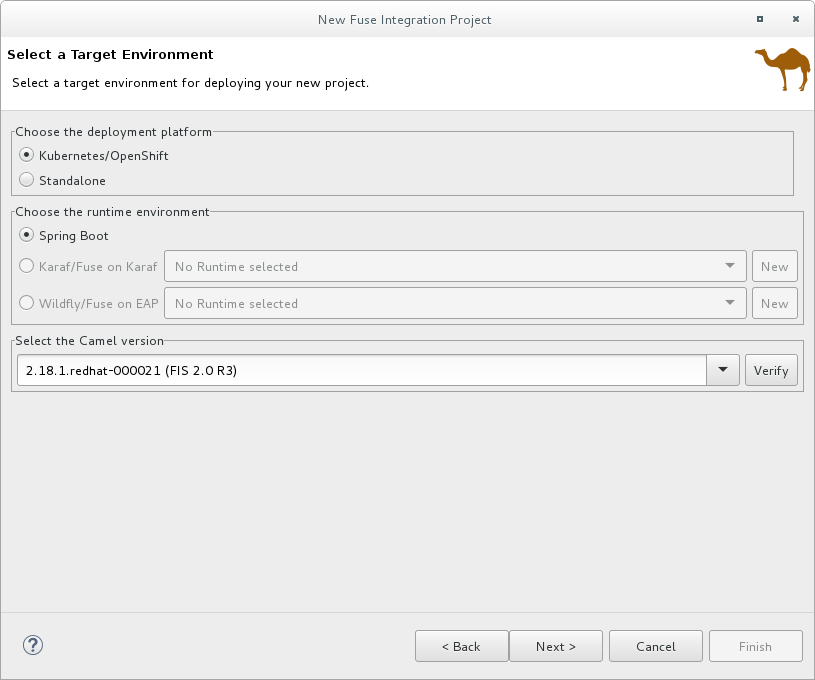 New Fuse Integration Project
Select a Target Environment
Select a target environment for deploying your new project.
Choose the deployment platform
Kubernetes/OpenShift
Standalone
Choose the runtime environment
Spring Boot
Karaf/Fuse on Karaf No Runtime selected New
Wildfly/Fuse on EAP No Runtime selected New
Select the Camel version
2.18.1.redhat-000021 (FIS 2.0 R3) Verify
? < Back Next > Cancel Finish